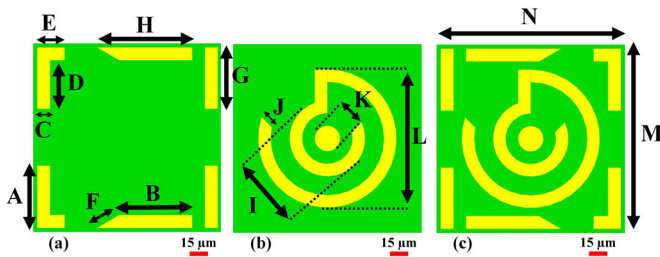 E H N
D G
C
K
J L M
A
F B
I
(a) 15 µm (b) 15 µm (c) 15 µm